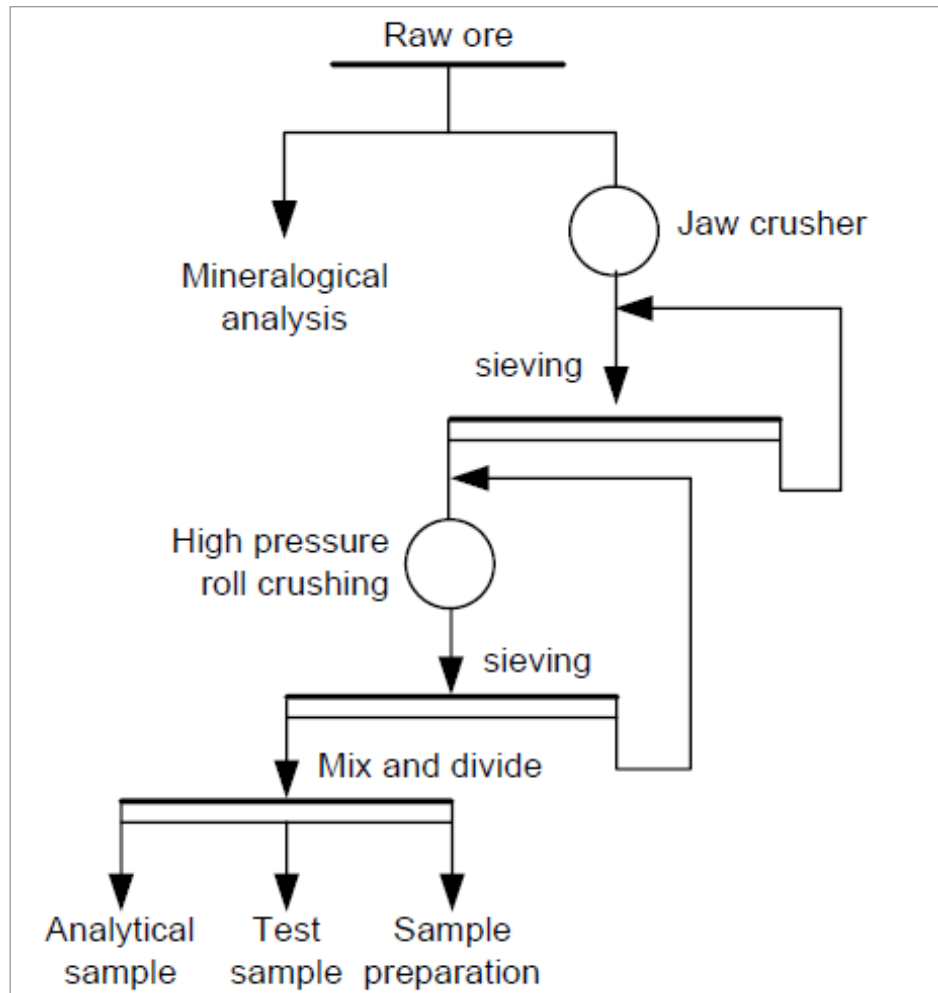 Raw ore
Jaw crusher
Mineralogical
analysis
sieving
High pressure
roll crushing
sieving
Mix and divide
Analytical
sample
Test
sample
Sample
preparation